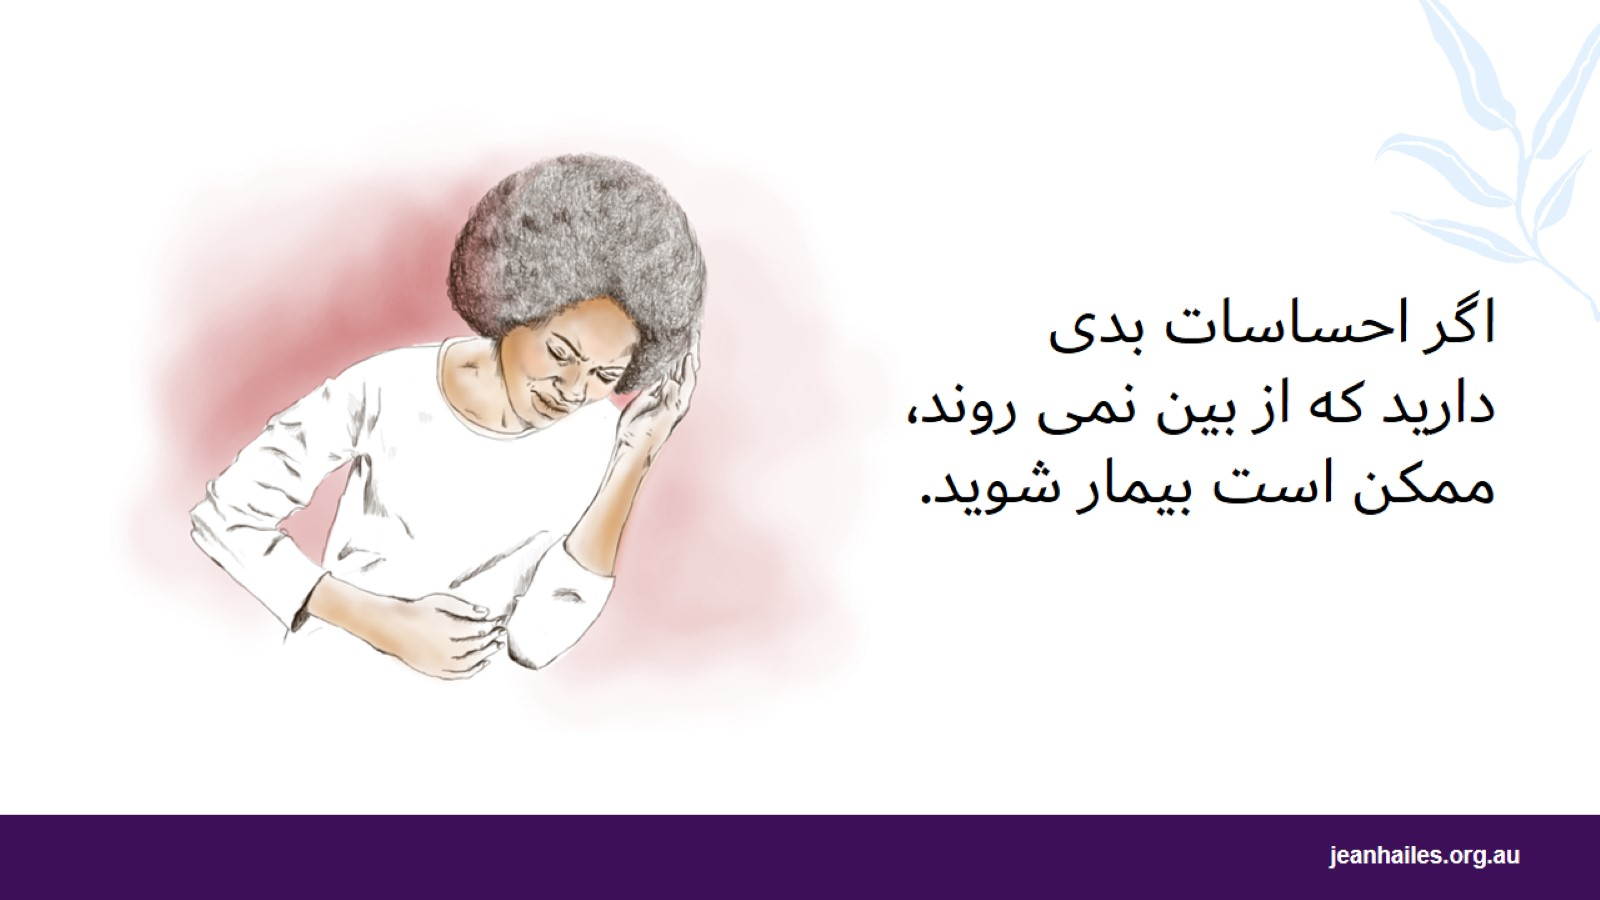 اگر احساسات بدی
دارید که از بین نمی روند،
ممکن است بیمار شوید.
jeanhailes.org.au